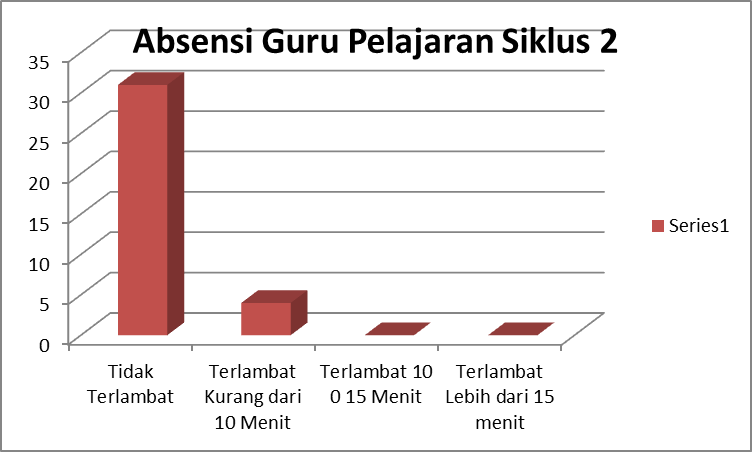 Absensi Guru Pelajaran Siklus 2
35
30
25
20
15
10
5
0
Tidak
Terlambat
Terlambat
Kurang dari
10 Menit
Terlambat 10
0 15 Menit
Terlambat
Lebih dari 15
menit
Series1